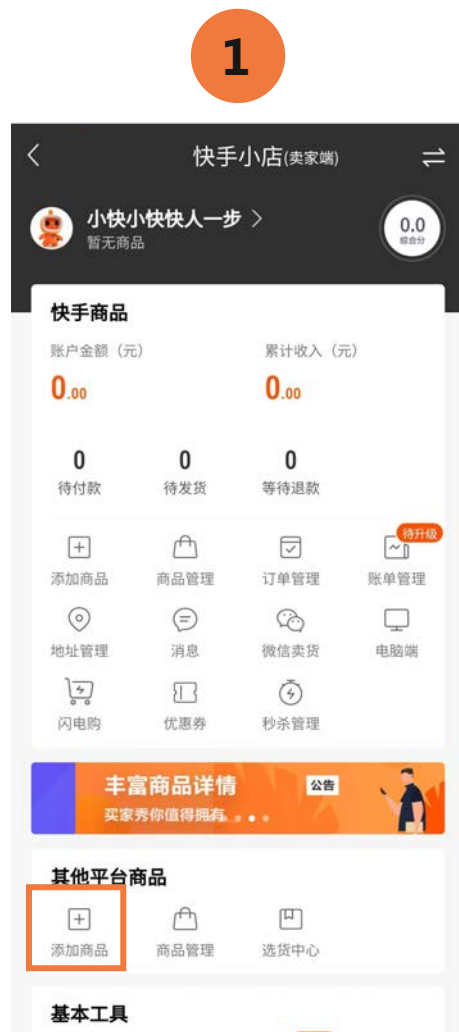 1
快手小店(卖家端)
小快小快快人一步
暂无商品
0.0
综合分
快手商品
账户金额（元） 累计收入（元）
0.00 0.00
0 0 0
待付款 待发货 等待退款
待升级
添加商品 商品管理 订单管理 账单管理
地址管理 消息 微信卖货 电脑端
闪电购 优惠券 秒杀管理
丰富商品详情 公告
买家秀你值得拥有
其他平台商品
添加商品 商品管理 选货中心
基本工具